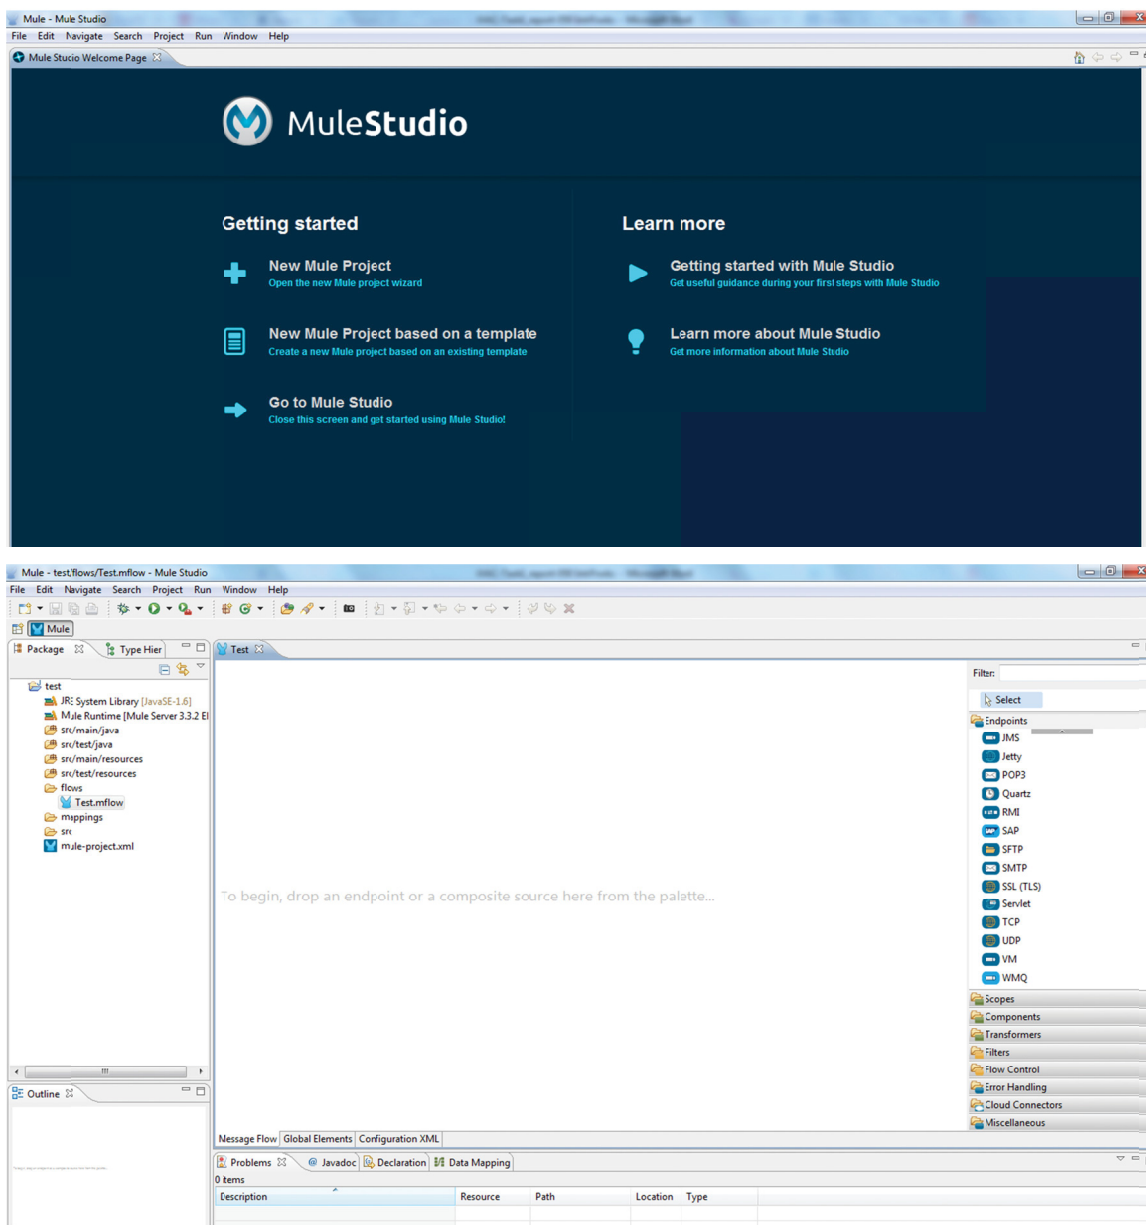 Mule - Mule Studio
File Edit Navigate Search Project Run Window Help
Mule Studio Welcome Page
MuleStudio
Getting started
Learn more
New Mule Project
Open the new Mule project wizard
Getting started with Mule Studio
Get useful guidance during your first steps with Mule Studio
New Mule Project based on a template
Create a new Mule project based on an existing template
Learn more about Mule Studio
Get more information about Mule Studio
Go to Mule Studio
Close this screen and get started using Mule Studio!
Mule - test/flows/Test.mflow - Mule Studio
File Edit Navigate Search Project Run Window Help
Mule
Package Type Hier
Test
test
JRE System Library [JavaSE-1.6]
Mule Runtime [Mule Server 3.3.2 EI
src/main/java
src/test/java
src/main/resources
src/test/resources
flows
Test.mflow
mappings
src
mule-project.xml
To begin, drop an endpoint or a composite source here from the palette...
Filter:
Select
Endpoints
JMS
Jetty
POP3
Quartz
RMI
SAP
SFTP
SMTP
SSL (TLS)
Servlet
TCP
UDP
VM
WMQ
Scopes
Components
Transformers
Filters
Flow Control
Error Handling
Cloud Connectors
Miscellaneous
Outline
Message Flow Global Elements Configuration XML
Problems @ Javadoc Declaration Data Mapping
0 items
Description Resource Path Location Type